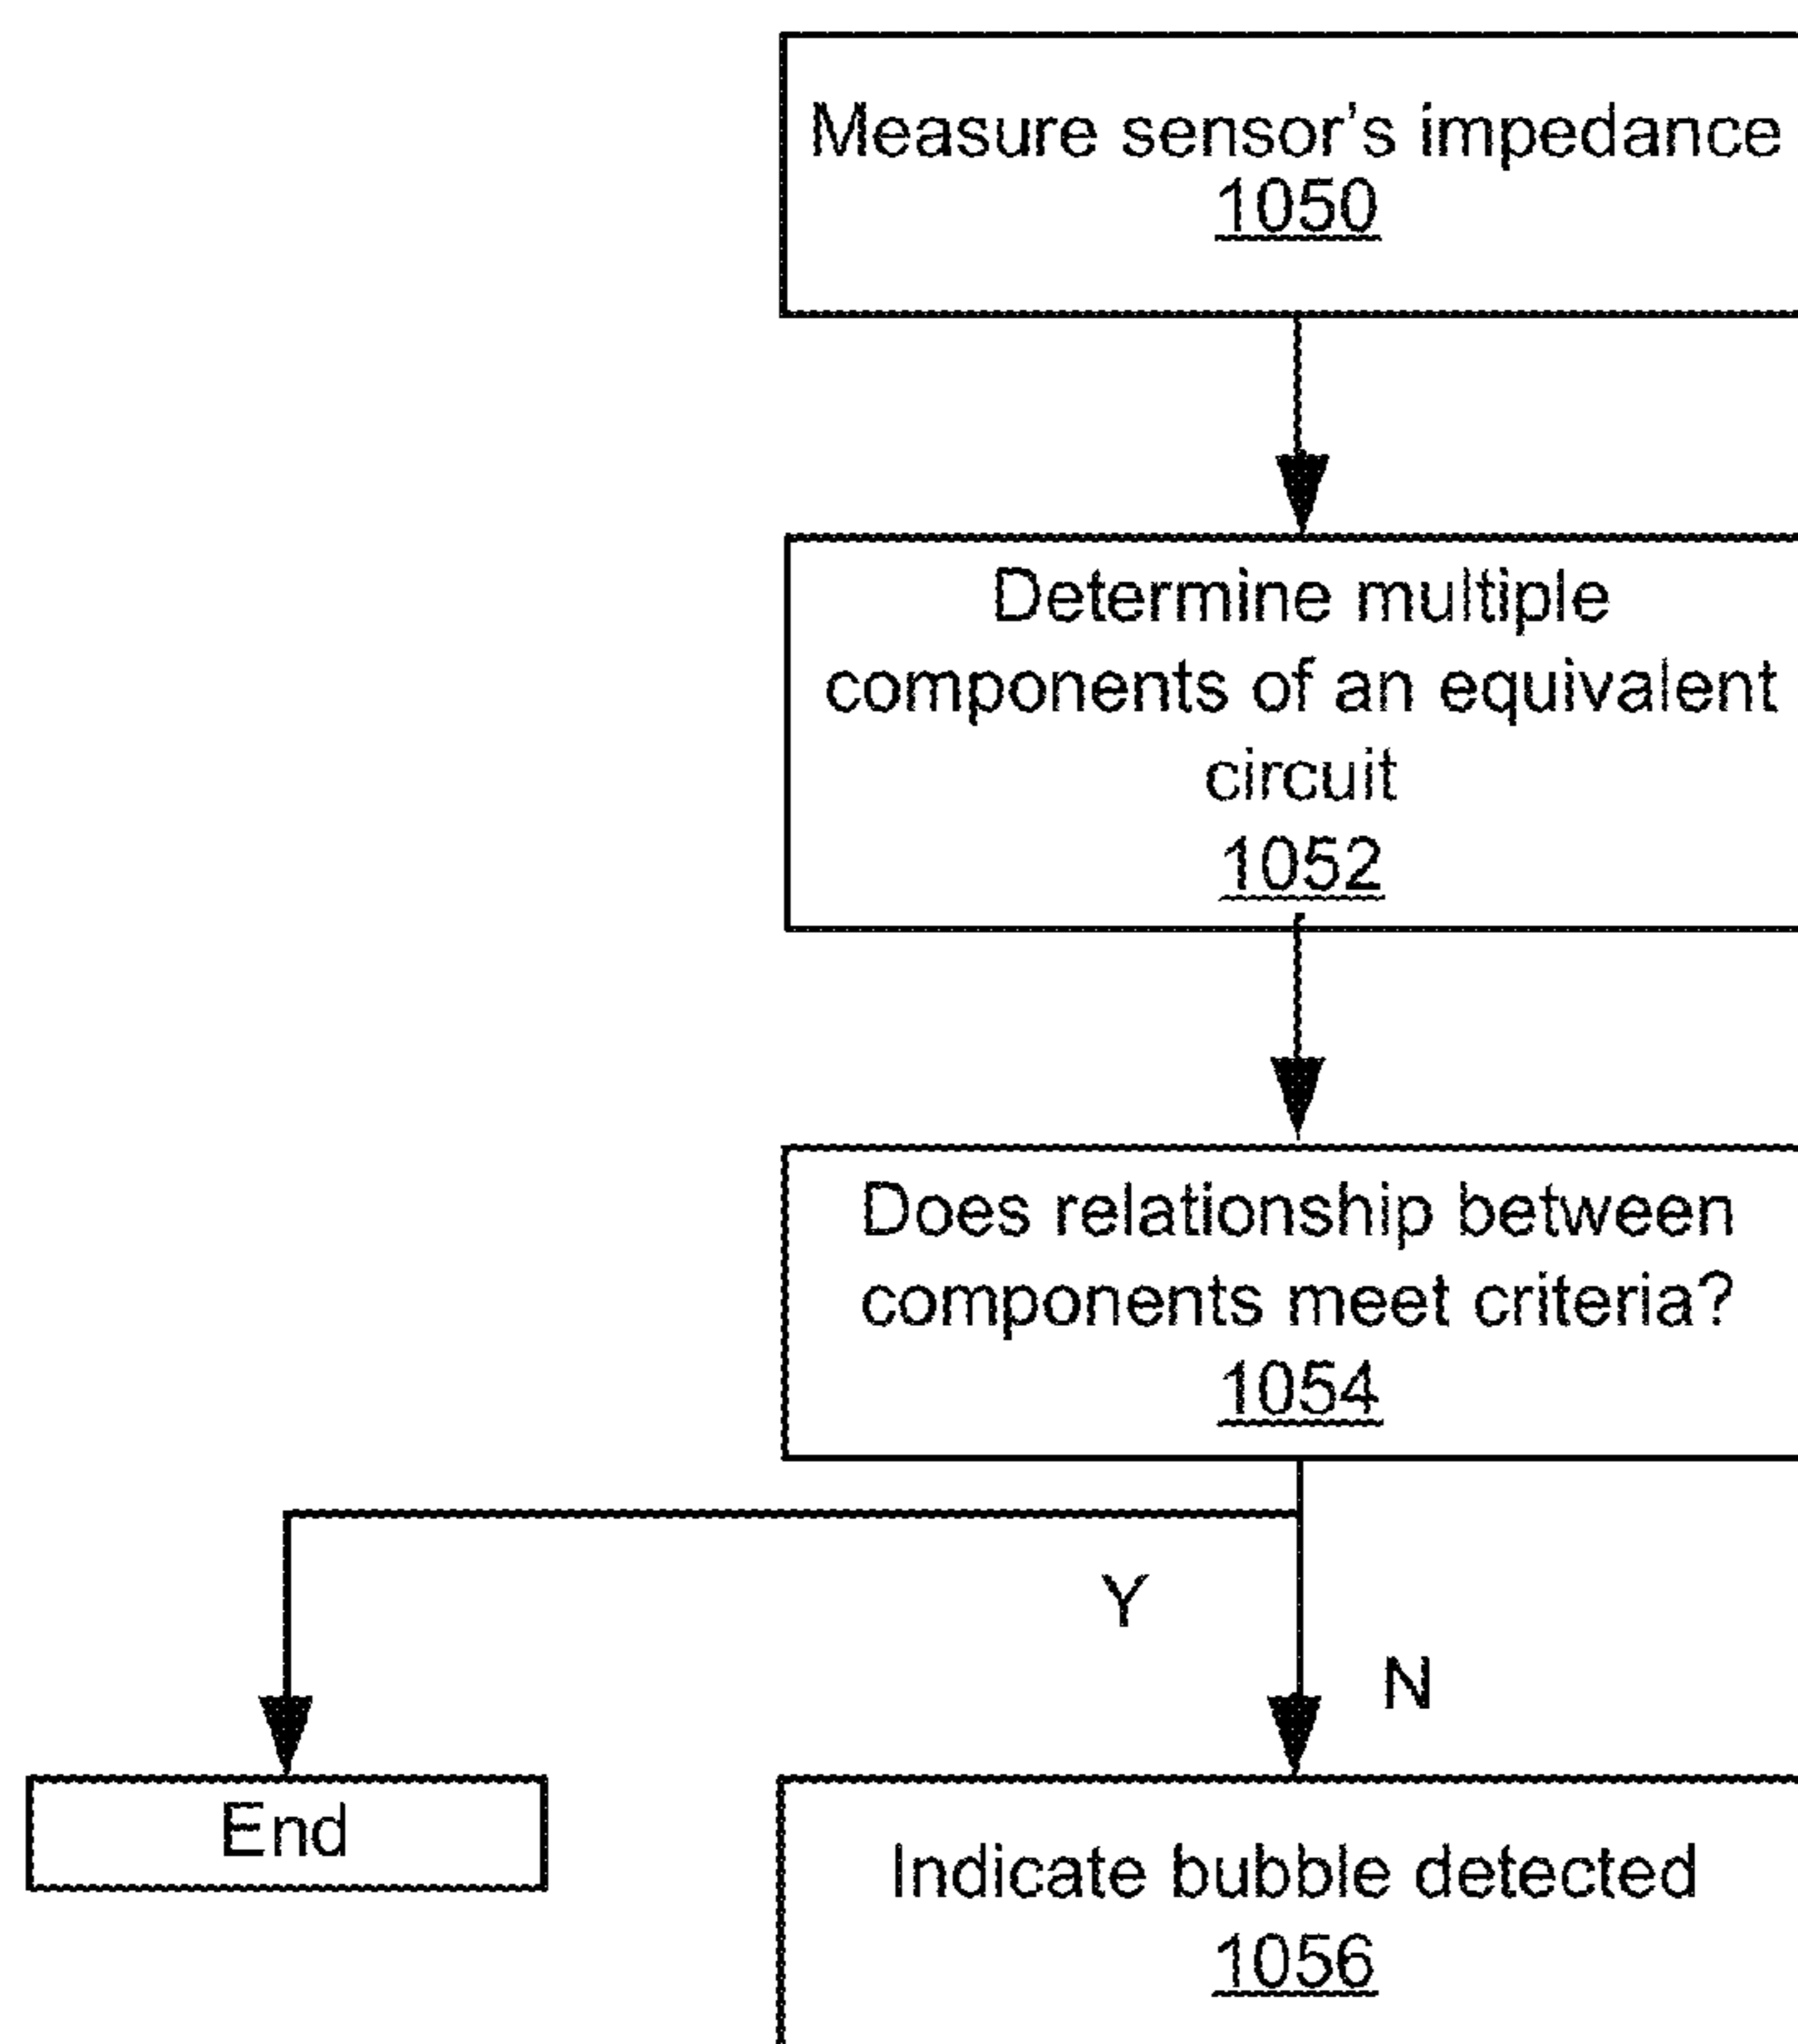 Measure sensor's impedance
1050
Determine multiple
components of an equivalent
circuit
1052
Does relationship between
components meet criteria?
1054
Y
N
End
Indicate bubble detected
1056